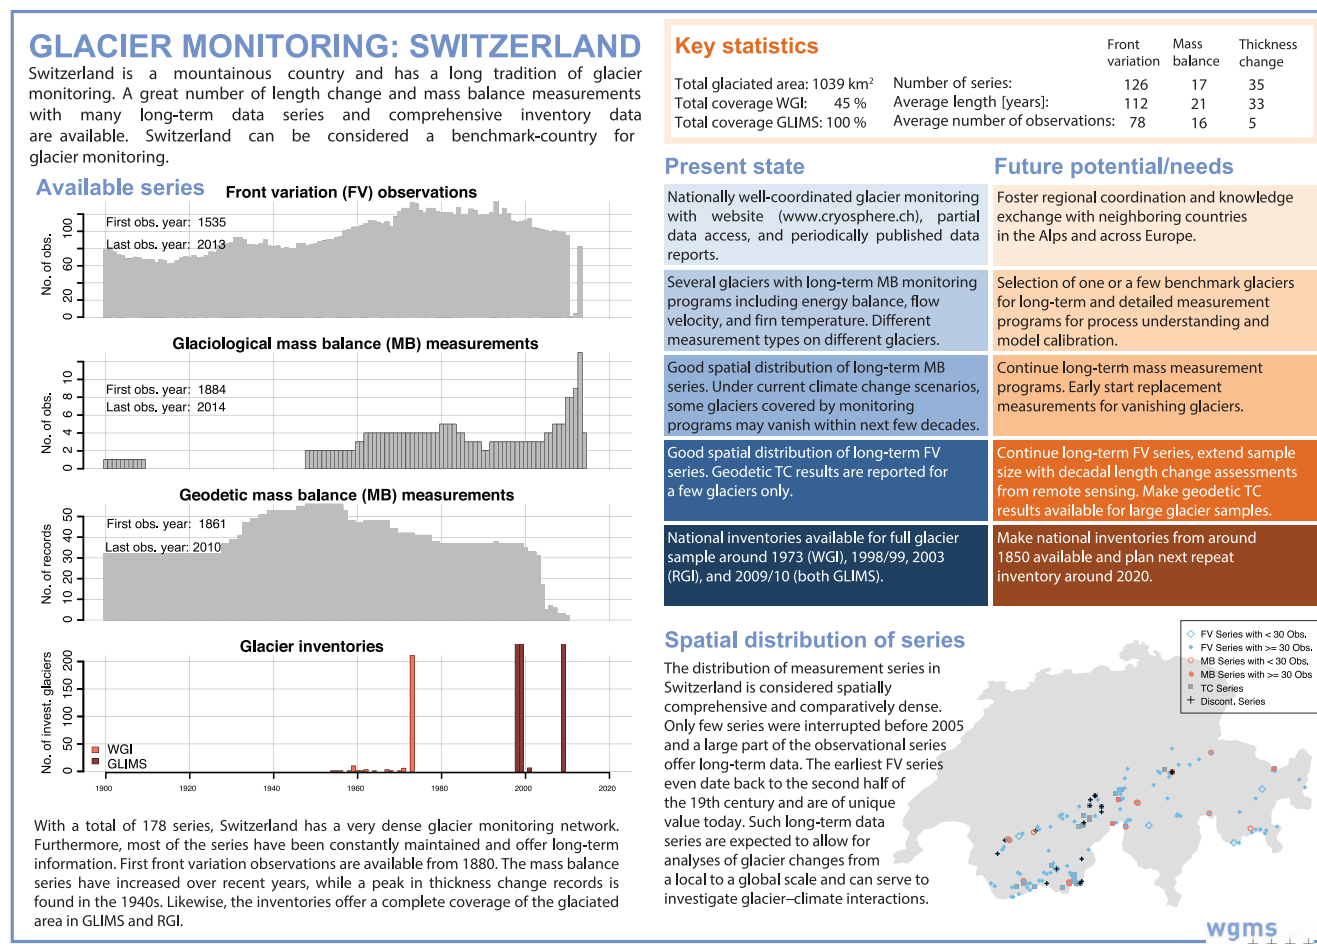 GLACIER MONITORING: SWITZERLAND
Switzerland is a mountainous country and has a long tradition of glacier
monitoring. A great number of length change and mass balance measurements
with many long-term data series and comprehensive inventory data
are available. Switzerland can be considered a benchmark-country for
glacier monitoring.
Available series
Front variation (FV) observations
First obs. year: 1535
Last obs. year: 2013
No. of obs.
0 20 60 100
Glaciological mass balance (MB) measurements
First obs. year: 1884
Last obs. year: 2014
No. of obs.
0 2 4 6 8 10
Geodetic mass balance (MB) measurements
First obs. year: 1861
Last obs. year: 2010
No. of records
0 10 20 30 40 50
Glacier inventories
No. of invest. glaciers
0 50 100 150 200
WGI
GLIMS
1900 1920 1940 1960 1980 2000 2020
With a total of 178 series, Switzerland has a very dense glacier monitoring network.
Furthermore, most of the series have been constantly maintained and offer long-term
information. First front variation observations are available from 1880. The mass balance
series have increased over recent years, while a peak in thickness change records is
found in the 1940s. Likewise, the inventories offer a complete coverage of the glaciated
area in GLIMS and RGI.
Key statistics
Front variation Mass balance Thickness change
Total glaciated area: 1039 km² Number of series: 126 17 35
Total coverage WGI: 45 % Average length [years]: 112 21 33
Total coverage GLIMS: 100 % Average number of observations: 78 16 5
Present state
Nationally well-coordinated glacier monitoring
with website (www.cryosphere.ch), partial
data access, and periodically published data
reports.
Several glaciers with long-term MB monitoring
programs including energy balance, flow
velocity, and firn temperature. Different
measurement types on different glaciers.
Good spatial distribution of long-term MB
series. Under current climate change scenarios,
some glaciers covered by monitoring
programs may vanish within next few decades.
Good spatial distribution of long-term FV
series. Geodetic TC results are reported for
a few glaciers only.
National inventories available for full glacier
sample around 1973 (WGI), 1998/99, 2003
(RGI), and 2009/10 (both GLIMS).
Future potential/needs
Foster regional coordination and knowledge
exchange with neighboring countries
in the Alps and across Europe.
Selection of one or a few benchmark glaciers
for long-term and detailed measurement
programs for process understanding and
model calibration.
Continue long-term mass measurement
programs. Early start replacement
measurements for vanishing glaciers.
Continue long-term FV series, extend sample
size with decadal length change assessments
from remote sensing. Make geodetic TC
results available for large glacier samples.
Make national inventories from around
1850 available and plan next repeat
inventory around 2020.
Spatial distribution of series
The distribution of measurement series in
Switzerland is considered spatially
comprehensive and comparatively dense.
Only few series were interrupted before 2005
and a large part of the observational series
offer long-term data. The earliest FV series
even date back to the second half of
the 19th century and are of unique
value today. Such long-term data
series are expected to allow for
analyses of glacier changes from
a local to a global scale and can serve to
investigate glacier–climate interactions.
FV Series with < 30 Obs.
FV Series with >= 30 Obs.
MB Series with < 30 Obs.
MB Series with >= 30 Obs
TC Series
Discont. Series
wgms